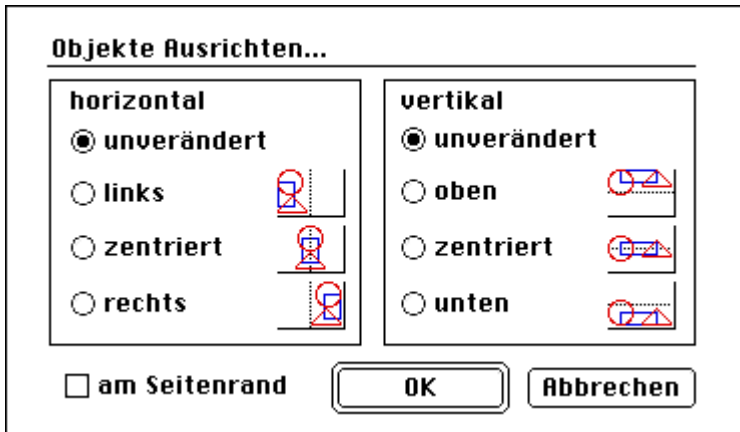 Objekte Ausrichten...
horizontal
unverändert
links
zentriert
rechts
vertikal
unverändert
oben
zentriert
unten
am Seitenrand
OK
Abbrechen